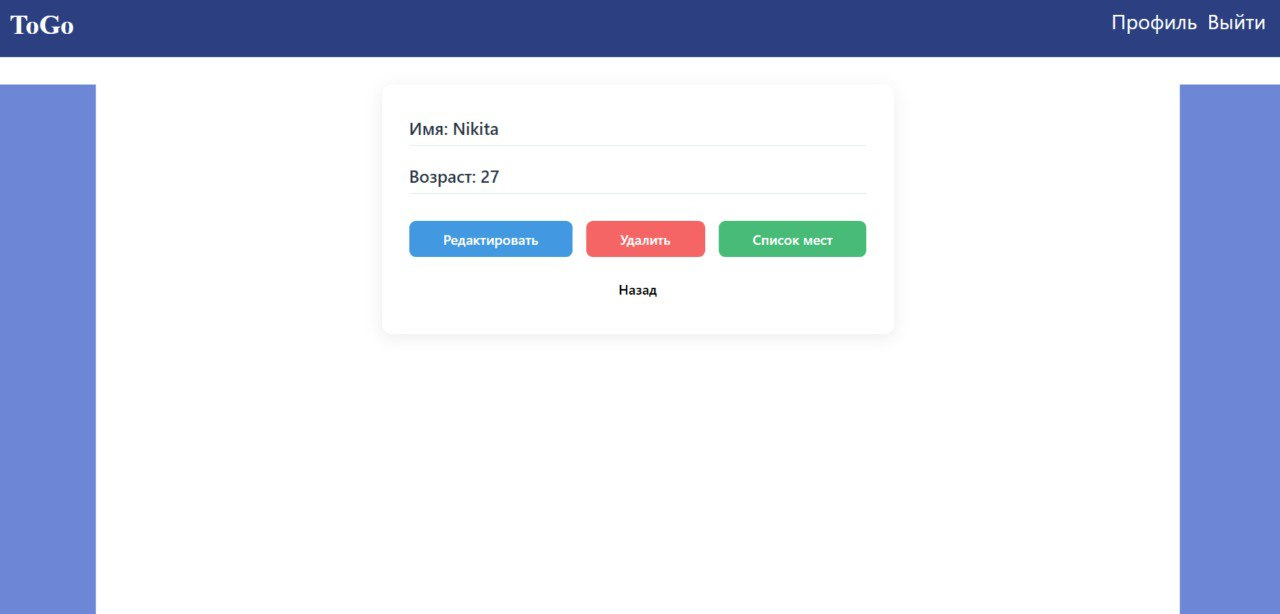 ToGo
Профиль Выйти
Имя: Nikita
Возраст: 27
Редактировать Удалить Список мест
Назад